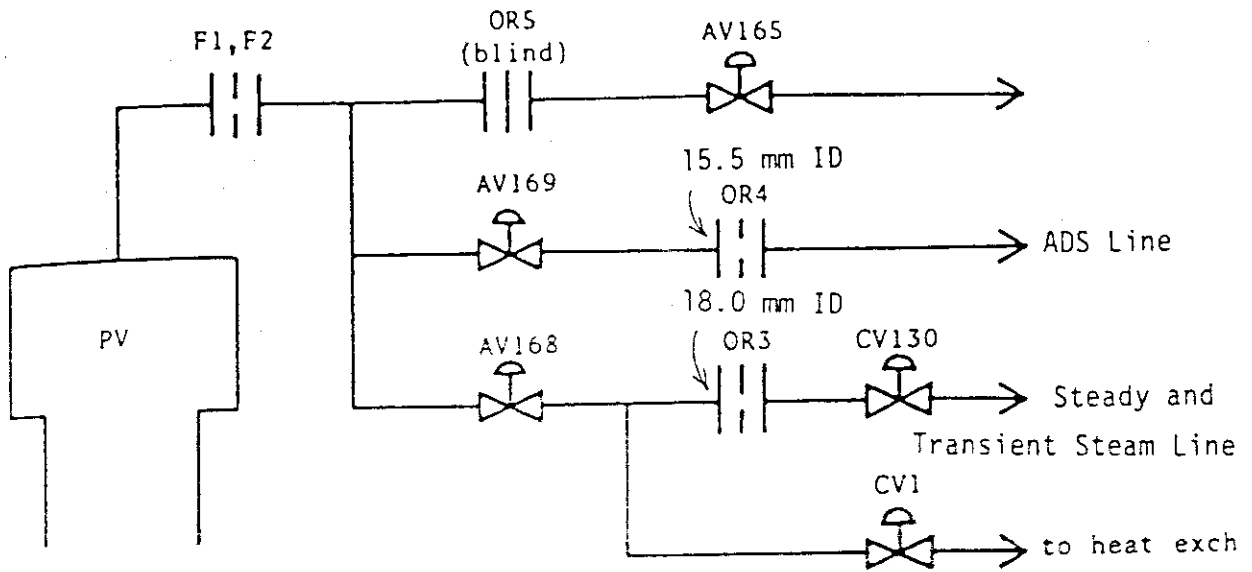 F1,F2
OR5
(blind)
AV165
15.5 mm ID
AV169
OR4
ADS Line
18.0 mm ID
PV
AV168
OR3
CV130
Steady and
Transient Steam Line
CV1
to heat exch